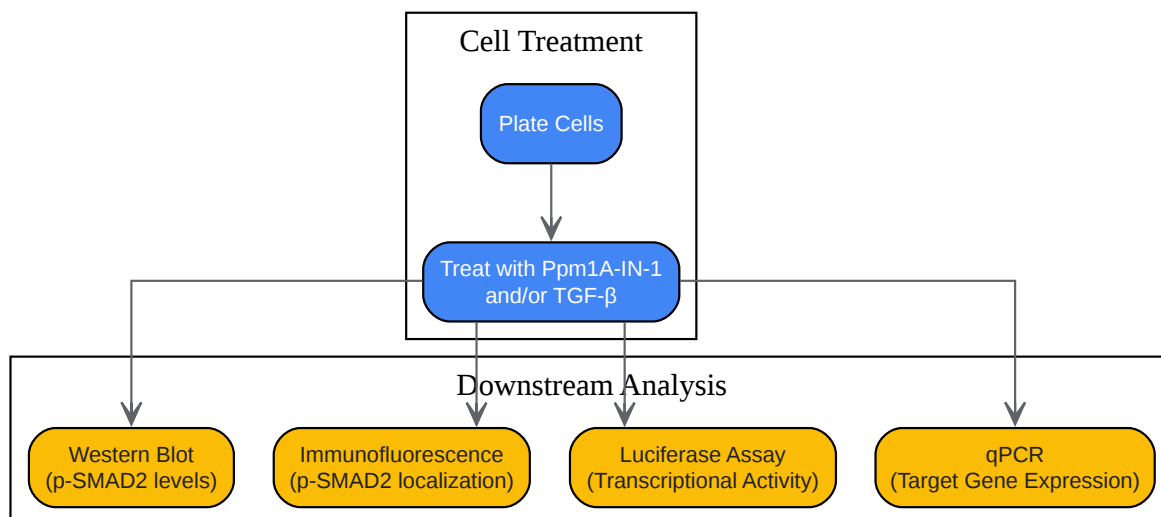 Cell Treatment
Plate Cells
Treat with Ppm1A-IN-1
and/or TGF-β
Downstream Analysis
Western Blot
(p-SMAD2 levels)
Immunofluorescence
(p-SMAD2 localization)
Luciferase Assay
(Transcriptional Activity)
qPCR
(Target Gene Expression)